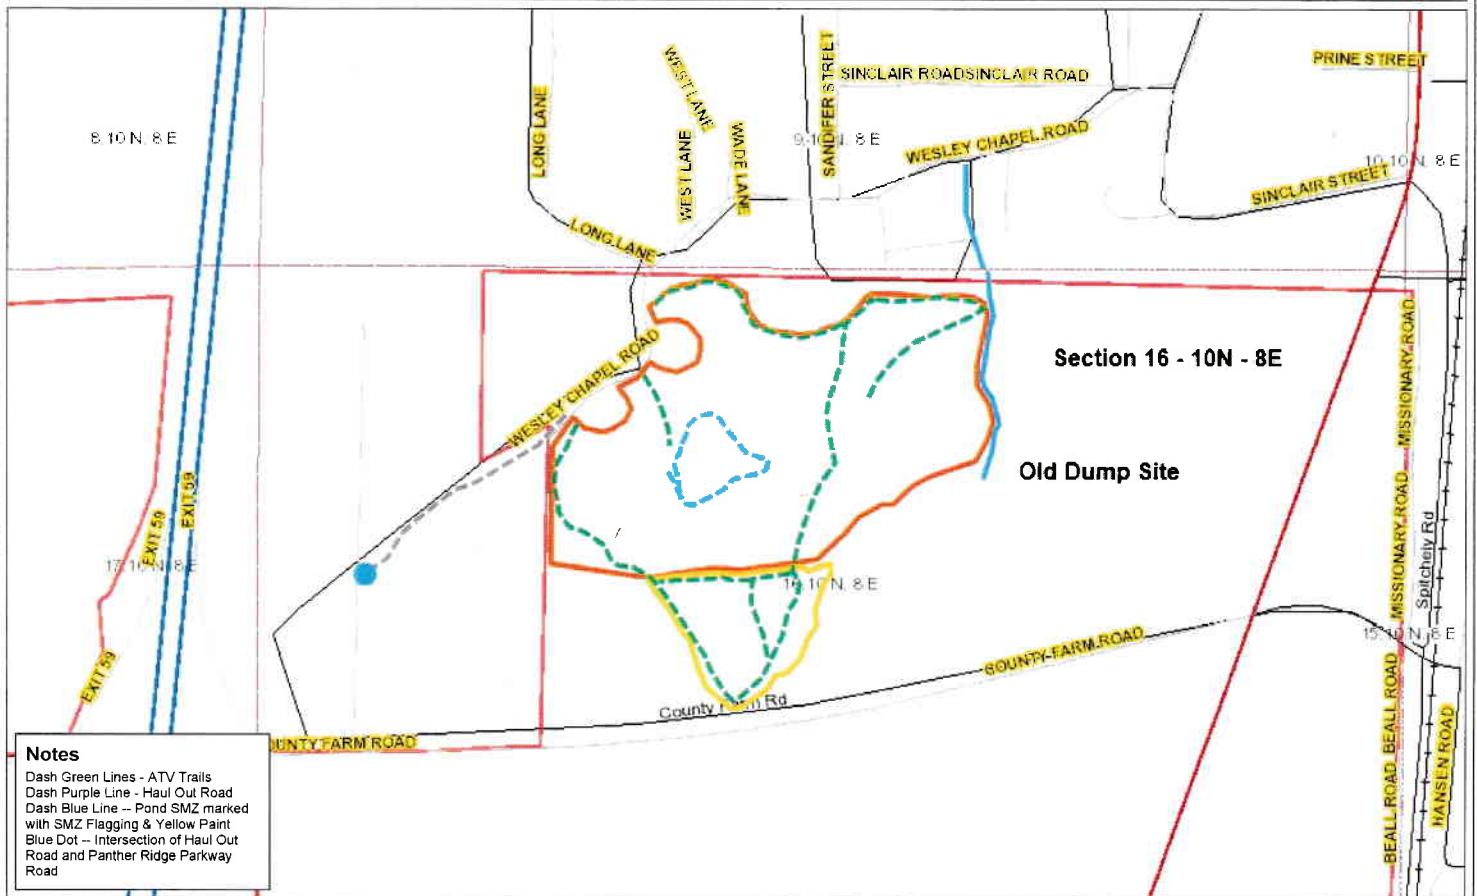 PRINE STREET
SINCLAIR ROADSINCLAIR ROAD
WEST LANE
SANDIFER STREET
LONG LANE
8 10 N. 8 E
WESLEY CHAPEL ROAD
WEST LANE
WADE LANE
10 10 N. 8 E
SINCLAIR STREET
LONG LANE
MISSIONARY ROAD
Section 16 - 10N - 8E
WESLEY CHAPEL ROAD
Old Dump Site
EXIT 59
EXIT 59
MISSIONARY ROAD
Spitchely Rd
16 10 N. 8 E
15 10 N. 8 E
COUNTY FARM ROAD
EXIT 59
BEALL ROAD BEALL ROAD
HANSEN ROAD
OUNTY FARM ROAD
Notes
Dash Green Lines - ATV Trails
Dash Purple Line - Haul Out Road
Dash Blue Line -- Pond SMZ marked
with SMZ Flagging & Yellow Paint
Blue Dot -- Intersection of Haul Out
Road and Panther Ridge Parkway
Road